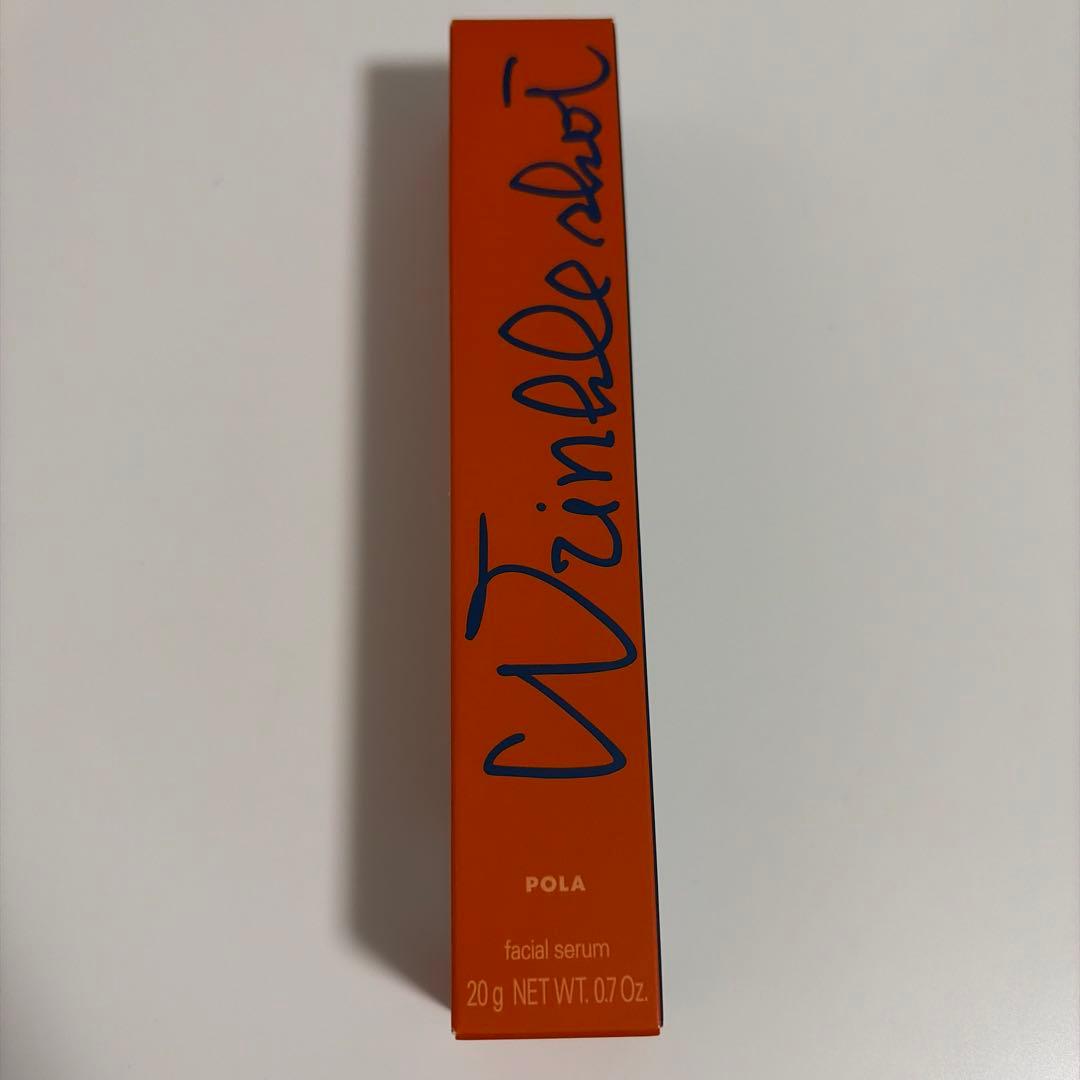 Wrinkle shot
POLA
facial serum
20 g NET WT. 0.7 Oz.